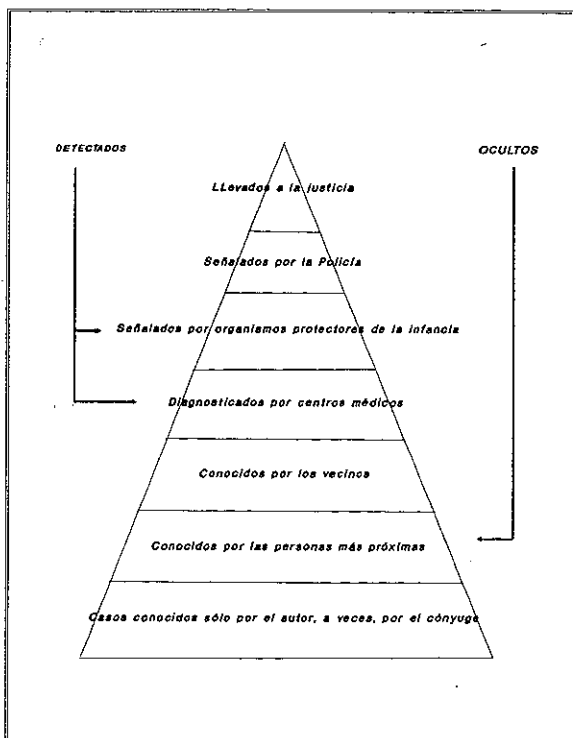 DETECTADOS
OCULTOS
LLevados a la justicia
Señalados por la Policía
Señalados por organismos protectores de la infancia
Diagnosticados por centros médicos
Conocidos por los vecinos
Conocidos por las personas más próximas
Casos conocidos sólo por el autor, a veces, por el cónyuge